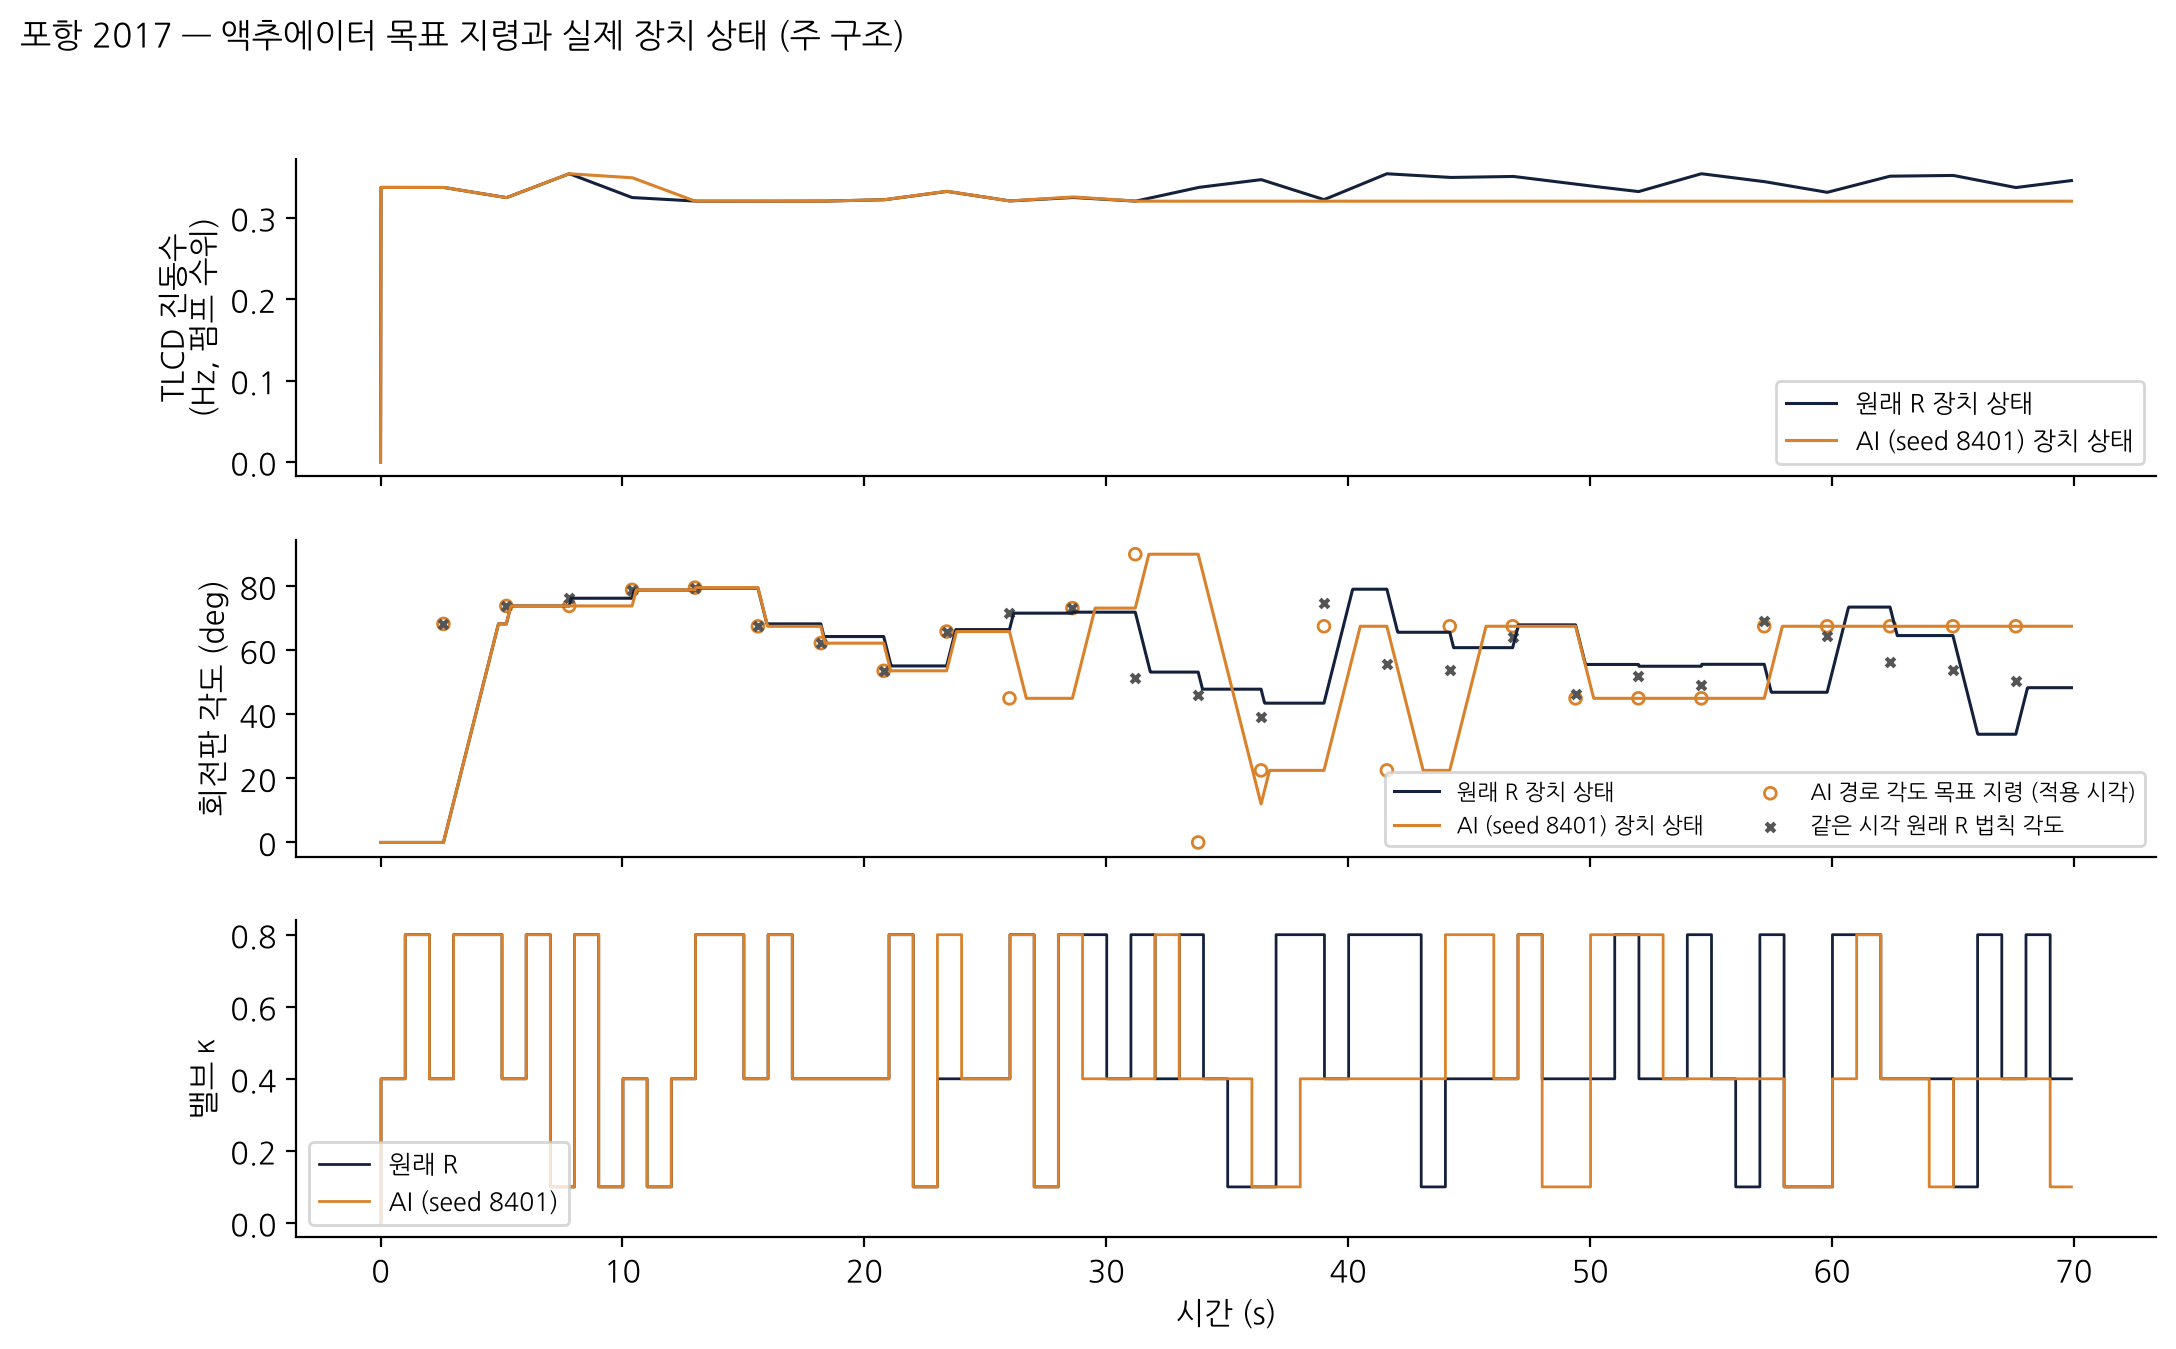 포항 2017 — 액추에이터 목표 지령과 실제 장치 상태 (주 구조)
TLCD 진동수
(Hz, 펌프 수위)
0.3
0.2
0.1
0.0
원래 R 장치 상태
AI (seed 8401) 장치 상태
회전판 각도 (deg)
80
60
40
20
0
원래 R 장치 상태
AI (seed 8401) 장치 상태
AI 경로 각도 목표 지령 (적용 시각)
같은 시각 원래 R 법칙 각도
밸브 κ
0.8
0.6
0.4
0.2
0.0
원래 R
AI (seed 8401)
0 10 20 30 40 50 60 70
시간 (s)